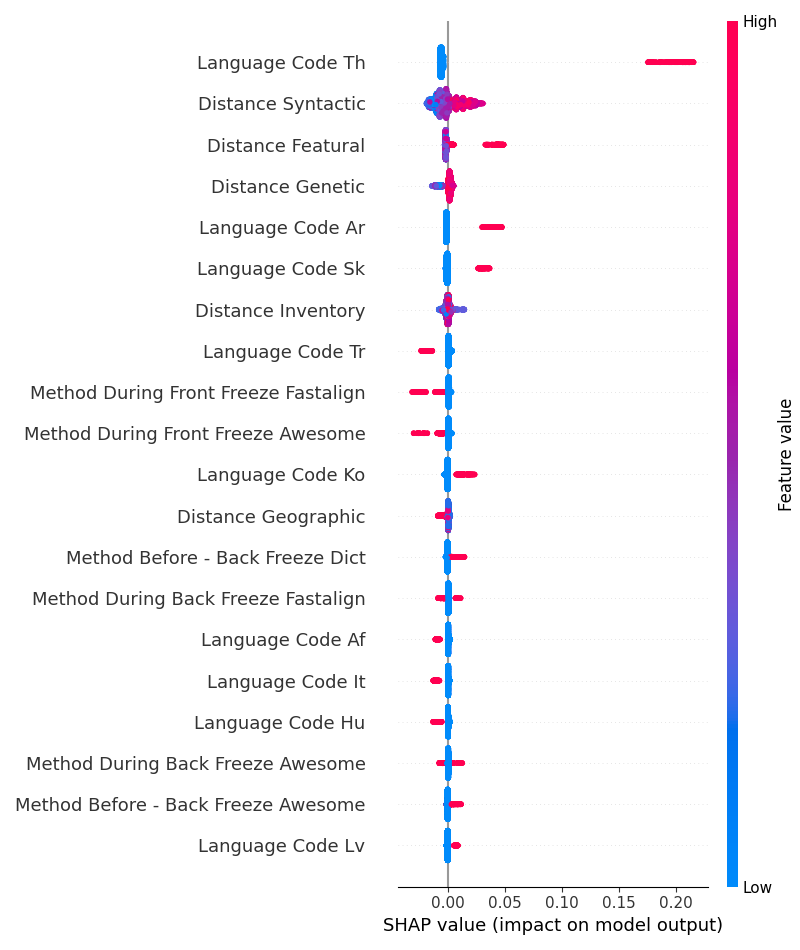 High
Language Code Th
Distance Syntactic
Distance Featural
Distance Genetic
Language Code Ar
Language Code Sk
Distance Inventory
Language Code Tr
Method During Front Freeze Fastalign
Method During Front Freeze Awesome
Language Code Ko
Distance Geographic
Method Before - Back Freeze Dict
Method During Back Freeze Fastalign
Language Code Af
Language Code It
Language Code Hu
Method During Back Freeze Awesome
Method Before - Back Freeze Awesome
Language Code Lv
Feature value
Low
0.00 0.05 0.10 0.15 0.20
SHAP value (impact on model output)